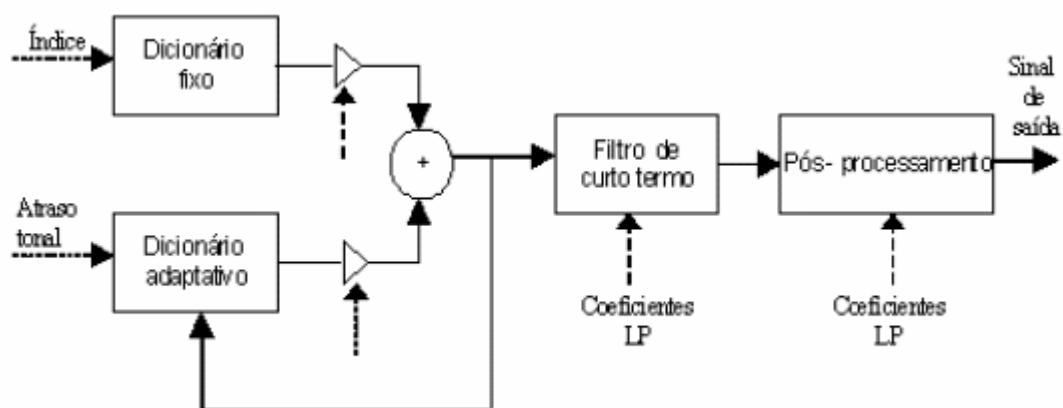 Índice
Dicionário
fixo
Sinal
de
saída
+
Filtro de
curto termo
Pós- processamento
Atraso
tonal
Dicionário
adaptativo
Coeficientes
LP
Coeficientes
LP